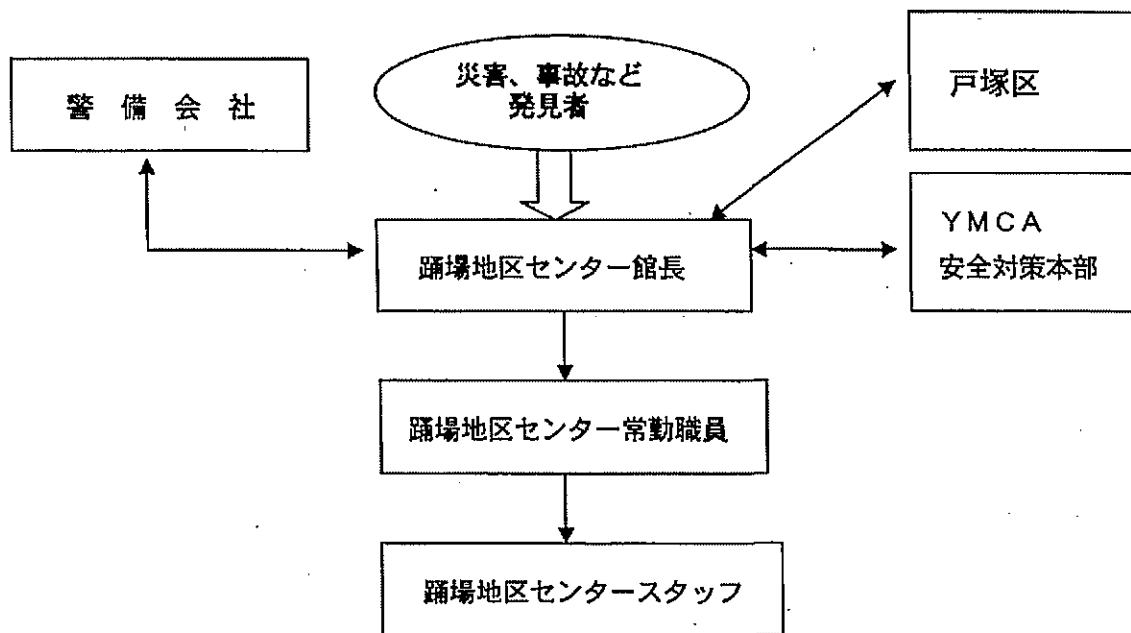 警備会社
災害、事故など
発見者
戸塚区
YMCA
安全対策本部
踊場地区センター館長
踊場地区センター常勤職員
踊場地区センタースタッフ